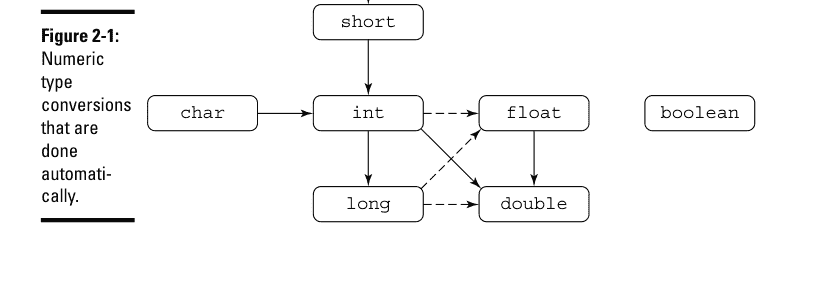 short
Figure 2-1:
Numeric
type
conversions
that are
done
automati-
cally.
char
int
float
boolean
long
double